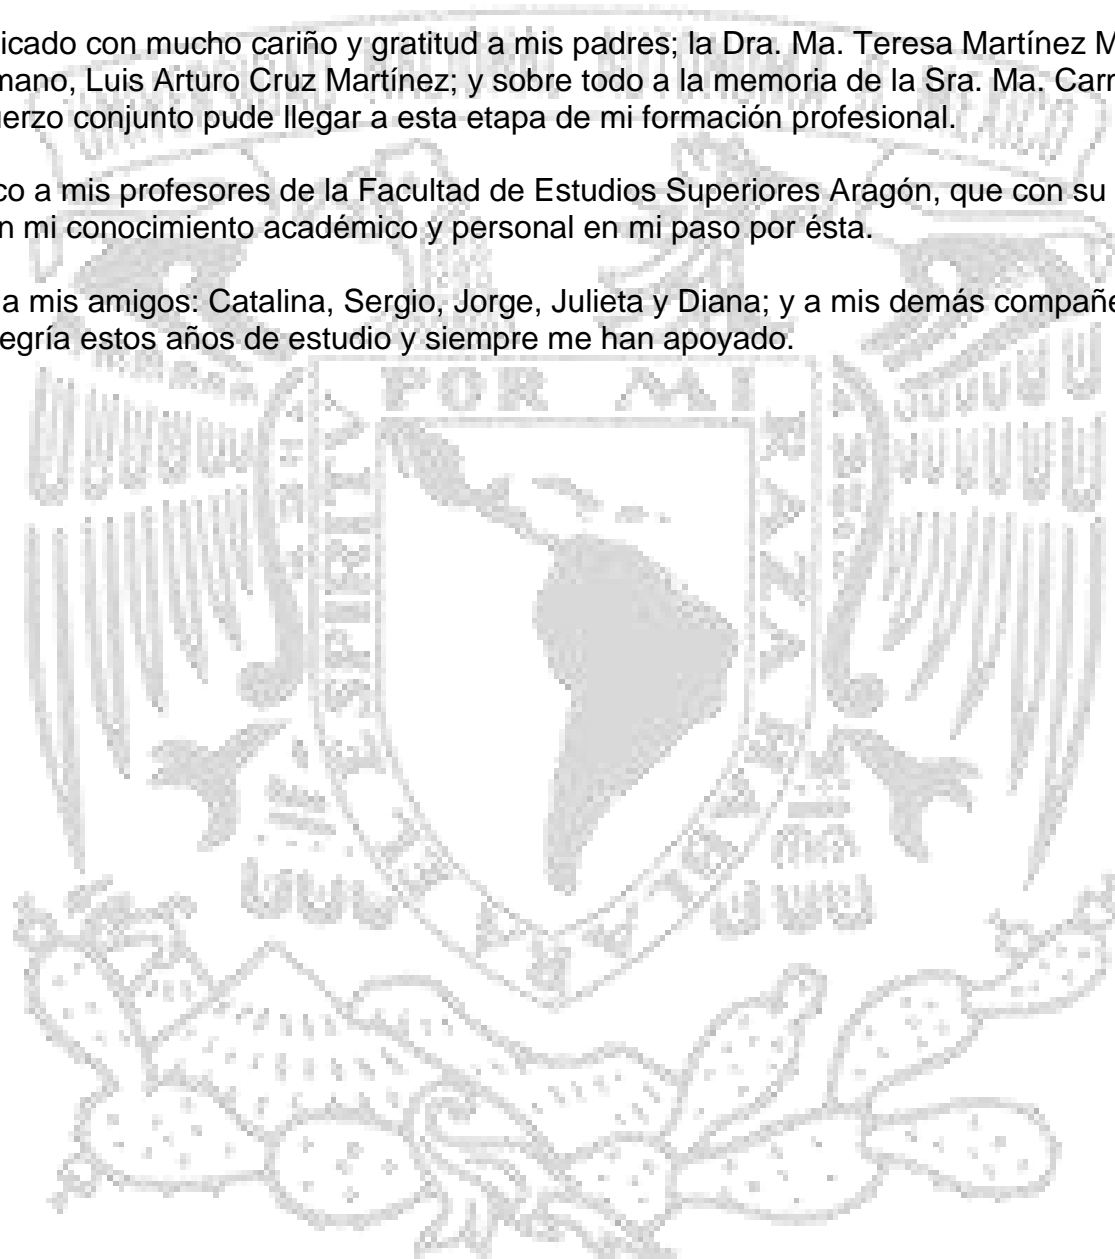 icado con mucho cariño y gratitud a mis padres; la Dra. Ma. Teresa Martínez M
mano, Luis Arturo Cruz Martínez; y sobre todo a la memoria de la Sra. Ma. Carr
uerzo conjunto pude llegar a esta etapa de mi formación profesional.
co a mis profesores de la Facultad de Estudios Superiores Aragón, que con su
n mi conocimiento académico y personal en mi paso por ésta.
a mis amigos: Catalina, Sergio, Jorge, Julieta y Diana; y a mis demás compañe
egría estos años de estudio y siempre me han apoyado.
POR MI RAZA HABLARA EL ESPIRITV